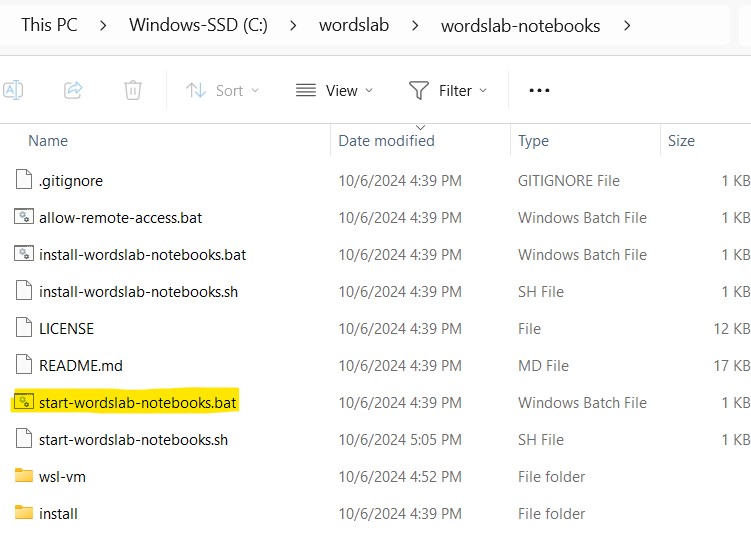 This PC > Windows-SSD (C:) > wordslab > wordslab-notebooks >
Sort View Filter ...
Name Date modified Type Size
.gitignore 10/6/2024 4:39 PM GITIGNORE File 1 KB
allow-remote-access.bat 10/6/2024 4:39 PM Windows Batch File 1 KB
install-wordslab-notebooks.bat 10/6/2024 4:39 PM Windows Batch File 1 KB
install-wordslab-notebooks.sh 10/6/2024 4:39 PM SH File 1 KB
LICENSE 10/6/2024 4:39 PM File 12 KB
README.md 10/6/2024 4:39 PM MD File 17 KB
start-wordslab-notebooks.bat 10/6/2024 4:39 PM Windows Batch File 1 KB
start-wordslab-notebooks.sh 10/6/2024 5:05 PM SH File 1 KB
wsl-vm 10/6/2024 4:52 PM File folder
install 10/6/2024 4:39 PM File folder